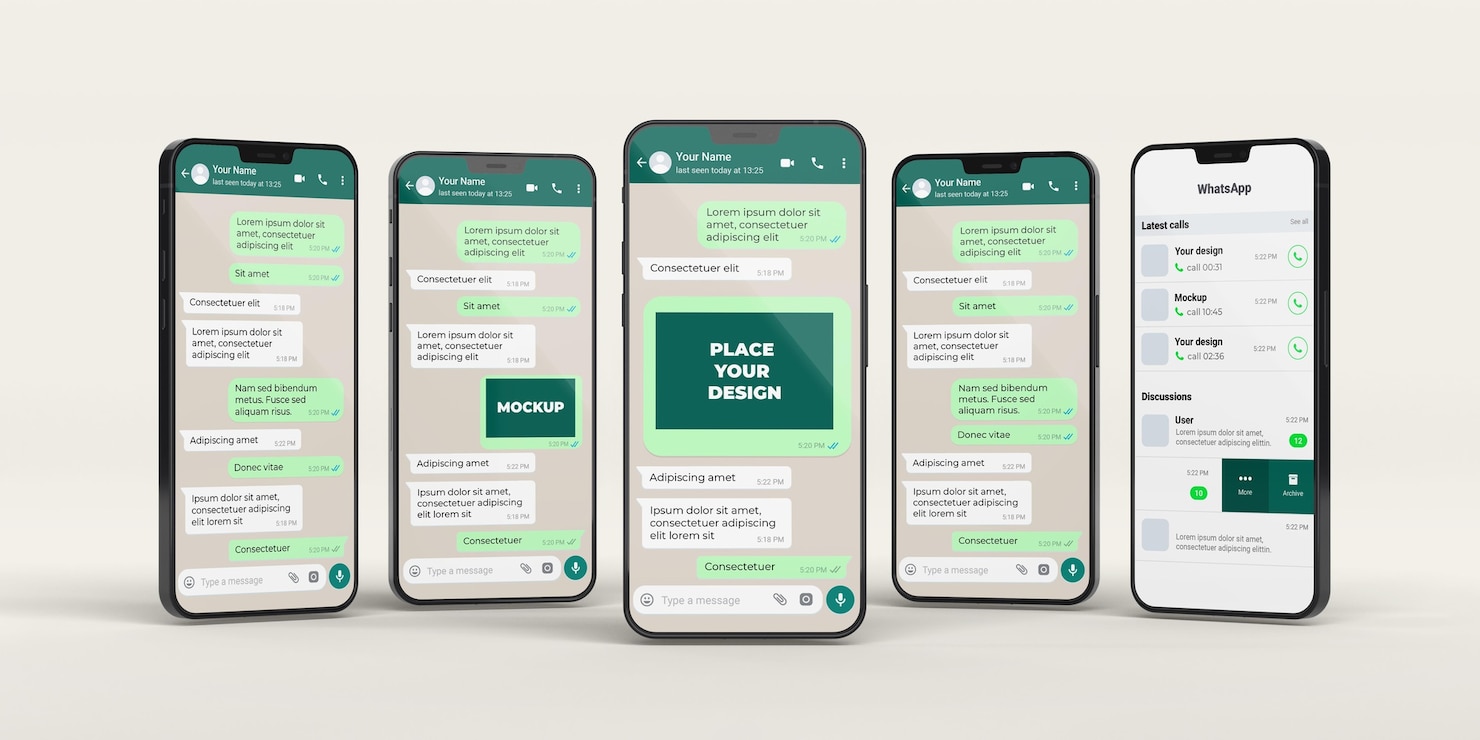 Your Name
last seen today at 13:25
Lorem ipsum dolor sit
amet, consectetuer
adipiscing elit
5:20 PM
Sit amet
5:20 PM
Consectetuer elit
5:18 PM
Lorem ipsum dolor sit
amet, consectetuer
adipiscing elit
5:18 PM
Nam sed bibendum
metus. Fusce sed
aliquam risus.
5:20 PM
Adipiscing amet
5:22 PM
Donec vitae
5:20 PM
Ipsum dolor sit amet,
consectetuer adipiscing
elit lorem sit
5:18 PM
Consectetuer
5:20 PM
Type a message
Your Name
last seen today at 13:25
Lorem ipsum dolor sit
amet, consectetuer
adipiscing elit
5:20 PM
Consectetuer elit
5:18 PM
Sit amet
5:20 PM
Lorem ipsum dolor sit
amet, consectetuer
adipiscing elit
5:18 PM
MOCKUP
5:20 PM
Adipiscing amet
5:22 PM
Ipsum dolor sit amet,
consectetuer adipiscing
elit lorem sit
5:18 PM
Consectetuer
5:20 PM
Type a message
Your Name
last seen today at 13:25
Lorem ipsum dolor sit
amet, consectetuer
adipiscing elit
5:20 PM
Consectetuer elit
5:18 PM
PLACE
YOUR
DESIGN
5:20 PM
Adipiscing amet
5:22 PM
Ipsum dolor sit amet,
consectetuer adipiscing
elit lorem sit
5:18 PM
Consectetuer
5:20 PM
Type a message
Your Name
last seen today at 13:25
Lorem ipsum dolor sit
amet, consectetuer
adipiscing elit
5:20 PM
Consectetuer elit
5:18 PM
Sit amet
5:20 PM
Lorem ipsum dolor sit
amet, consectetuer
adipiscing elit
5:18 PM
Nam sed bibendum
metus. Fusce sed
aliquam risus.
5:20 PM
Donec vitae
5:20 PM
Adipiscing amet
5:22 PM
Ipsum dolor sit amet,
consectetuer adipiscing
elit lorem sit
5:18 PM
Consectetuer
5:20 PM
Type a message
WhatsApp
Latest calls
See all
Your design
call 00:31
5:22 PM
Mockup
call 10:45
5:22 PM
Your design
call 02:36
5:22 PM
Discussions
User
5:22 PM
Lorem ipsum dolor sit amet,
consectetuer adipiscing elittin.
12
5:22 PM
10
More
Archive
5:22 PM
Lorem ipsum dolor sit amet,
consectetuer adipiscing elittin.